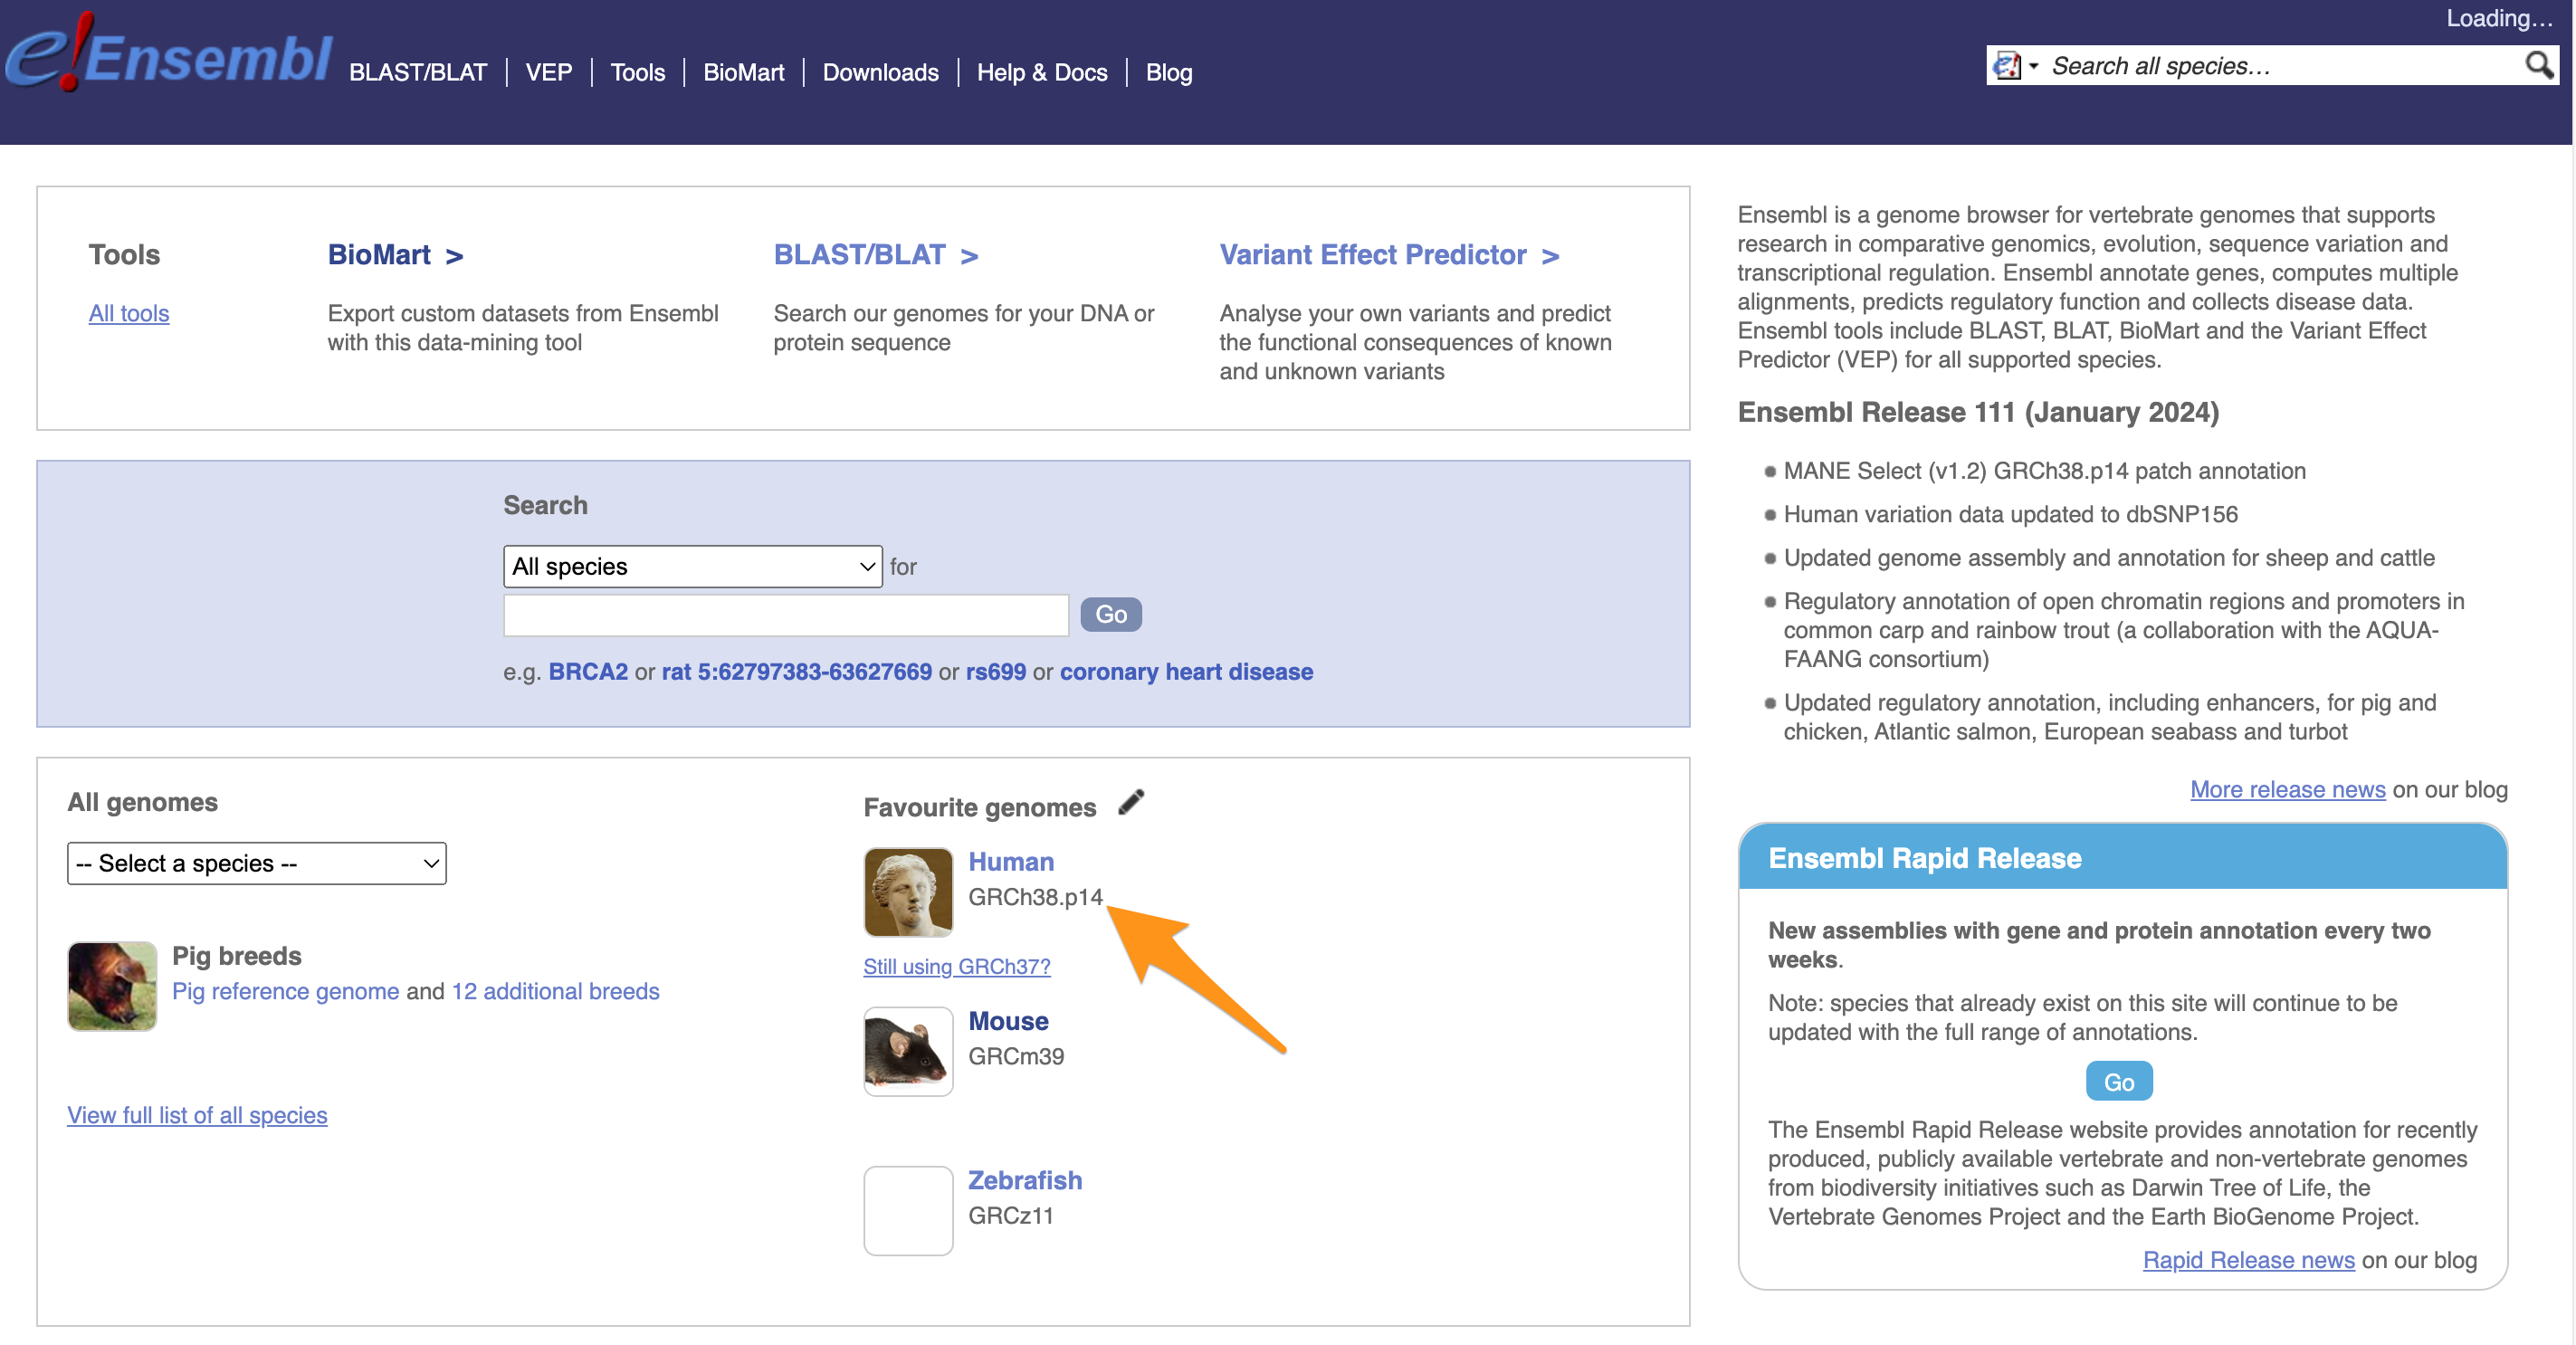 Loading…
e!Ensembl
BLAST/BLAT | VEP | Tools | BioMart | Downloads | Help & Docs | Blog
e! Search all species…
Tools
All tools
BioMart >
Export custom datasets from Ensembl
with this data-mining tool
BLAST/BLAT >
Search our genomes for your DNA or
protein sequence
Variant Effect Predictor >
Analyse your own variants and predict
the functional consequences of known
and unknown variants
Search
All species for
Go
e.g. BRCA2 or rat 5:62797383-63627669 or rs699 or coronary heart disease
All genomes
-- Select a species --
Pig breeds
Pig reference genome and 12 additional breeds
View full list of all species
Favourite genomes
Human
GRCh38.p14
Still using GRCh37?
Mouse
GRCm39
Zebrafish
GRCz11
Ensembl is a genome browser for vertebrate genomes that supports
research in comparative genomics, evolution, sequence variation and
transcriptional regulation. Ensembl annotate genes, computes multiple
alignments, predicts regulatory function and collects disease data.
Ensembl tools include BLAST, BLAT, BioMart and the Variant Effect
Predictor (VEP) for all supported species.
Ensembl Release 111 (January 2024)
MANE Select (v1.2) GRCh38.p14 patch annotation
Human variation data updated to dbSNP156
Updated genome assembly and annotation for sheep and cattle
Regulatory annotation of open chromatin regions and promoters in
common carp and rainbow trout (a collaboration with the AQUA-
FAANG consortium)
Updated regulatory annotation, including enhancers, for pig and
chicken, Atlantic salmon, European seabass and turbot
More release news on our blog
Ensembl Rapid Release
New assemblies with gene and protein annotation every two
weeks.
Note: species that already exist on this site will continue to be
updated with the full range of annotations.
Go
The Ensembl Rapid Release website provides annotation for recently
produced, publicly available vertebrate and non-vertebrate genomes
from biodiversity initiatives such as Darwin Tree of Life, the
Vertebrate Genomes Project and the Earth BioGenome Project.
Rapid Release news on our blog